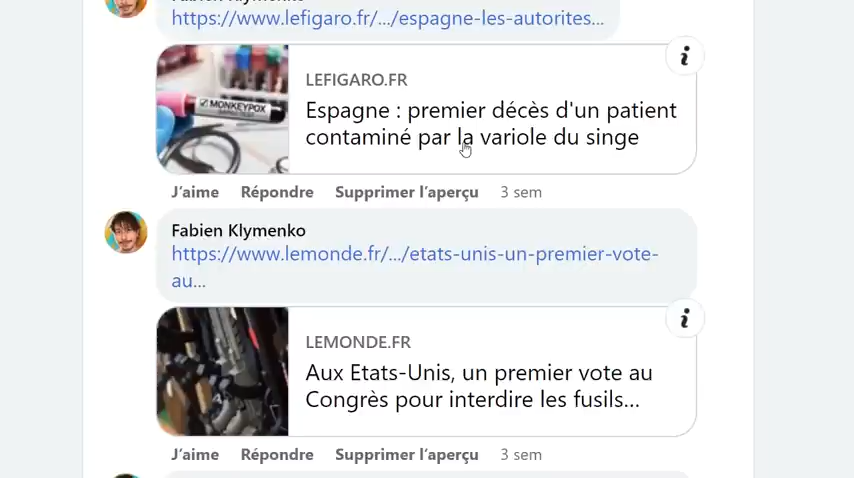 https://www.lefigaro.fr/.../espagne-les-autorites...
MONKEYPOX
LEFIGARO.FR
Espagne : premier décès d'un patient
contaminé par la variole du singe
J'aime Répondre Supprimer l'aperçu 3 sem
Fabien Klymenko
https://www.lemonde.fr/.../etats-unis-un-premier-vote-
au...
LEMONDE.FR
Aux Etats-Unis, un premier vote au
Congrès pour interdire les fusils...
J'aime Répondre Supprimer l'aperçu 3 sem